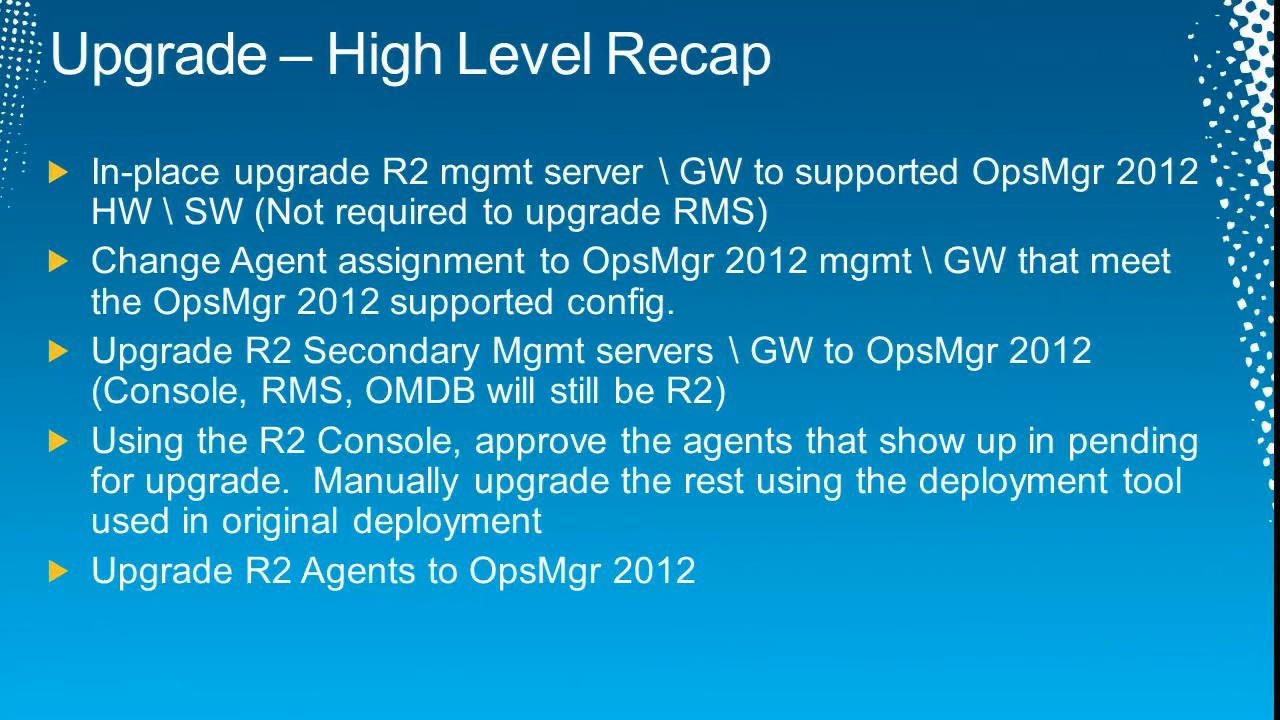 Upgrade – High Level Recap
In-place upgrade R2 mgmt server \ GW to supported OpsMgr 2012
HW \ SW (Not required to upgrade RMS)
Change Agent assignment to OpsMgr 2012 mgmt \ GW that meet
the OpsMgr 2012 supported config.
Upgrade R2 Secondary Mgmt servers \ GW to OpsMgr 2012
(Console, RMS, OMDB will still be R2)
Using the R2 Console, approve the agents that show up in pending
for upgrade.  Manually upgrade the rest using the deployment tool
used in original deployment
Upgrade R2 Agents to OpsMgr 2012